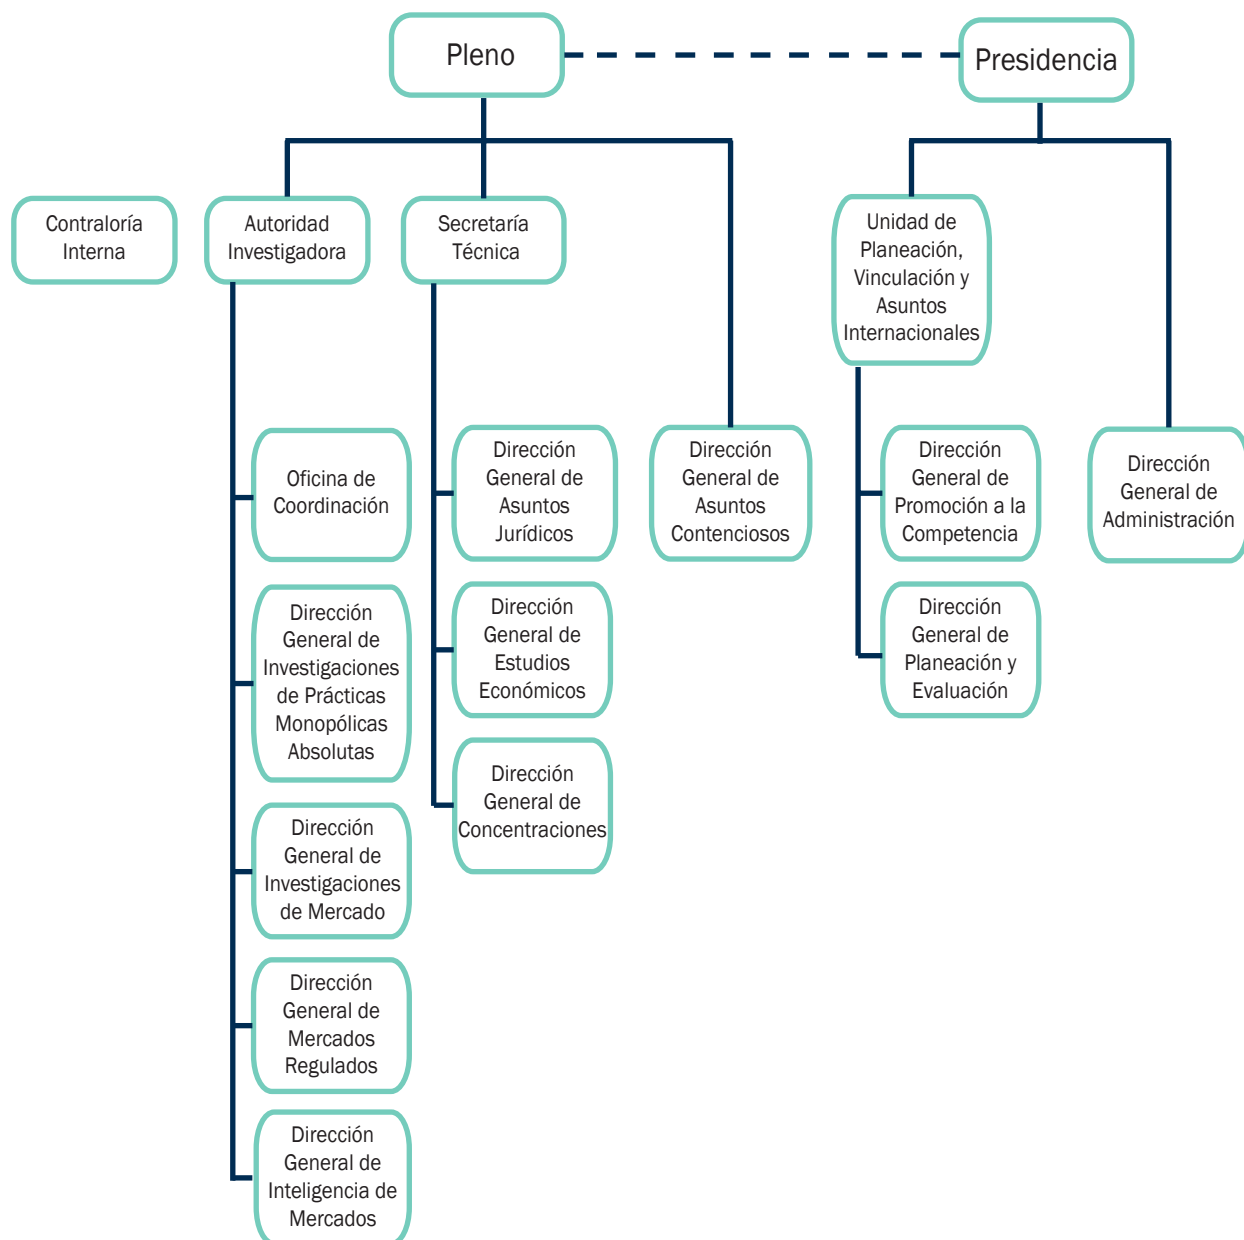 Pleno
Presidencia
Contraloría
Interna
Autoridad
Investigadora
Secretaría
Técnica
Unidad de
Planeación,
Vinculación y
Asuntos
Internacionales
Oficina de
Coordinación
Dirección
General de
Asuntos
Jurídicos
Dirección
General de
Asuntos
Contenciosos
Dirección
General de
Promoción a la
Competencia
Dirección
General de
Administración
Dirección
General de
Investigaciones
de Prácticas
Monopólicas
Absolutas
Dirección
General de
Estudios
Económicos
Dirección
General de
Planeación y
Evaluación
Dirección
General de
Concentraciones
Dirección
General de
Investigaciones
de Mercado
Dirección
General de
Mercados
Regulados
Dirección
General de
Inteligencia de
Mercados